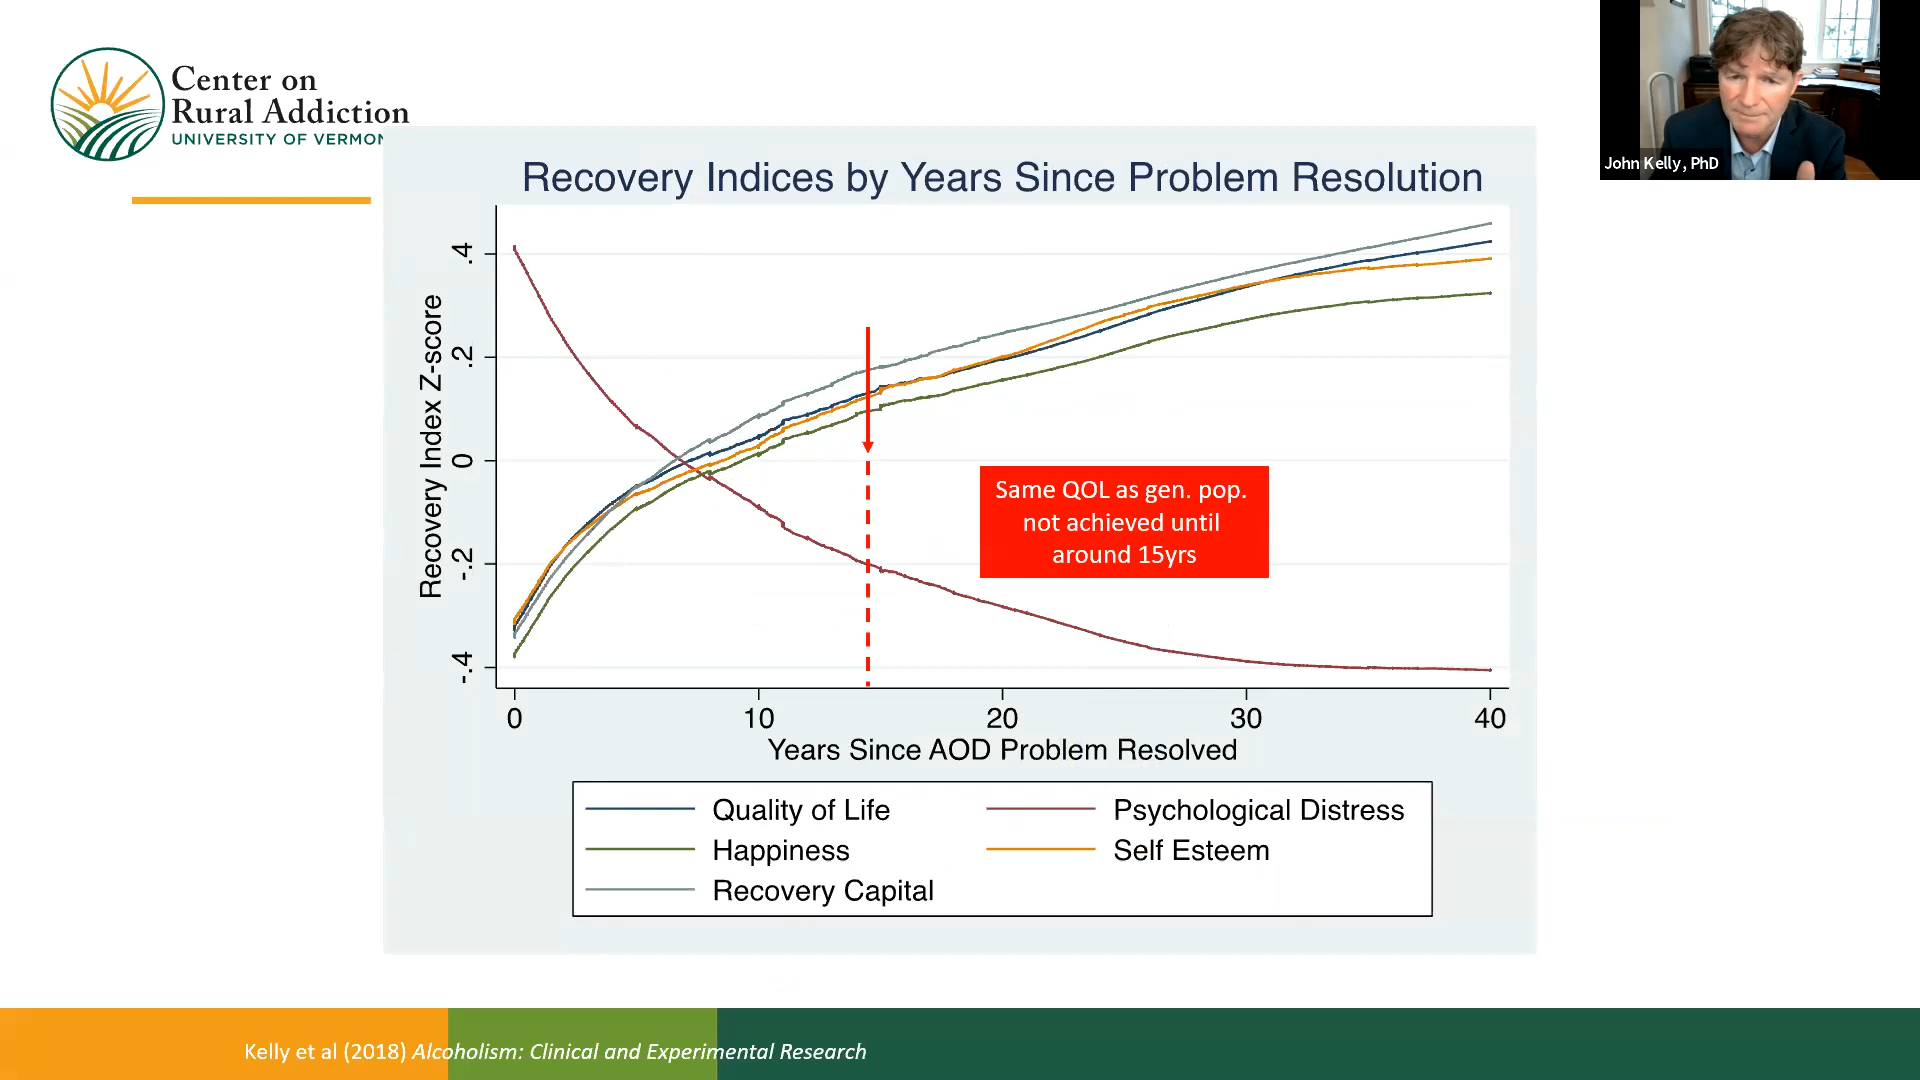 Center on
Rural Addiction
UNIVERSITY OF VERMON
John Kelly, PhD
Recovery Indices by Years Since Problem Resolution
Recovery Index Z-score
.4
.2
0
-.2
-.4
Same QOL as gen. pop.
not achieved until
around 15yrs
0 10 20 30 40
Years Since AOD Problem Resolved
Quality of Life Psychological Distress
Happiness Self Esteem
Recovery Capital
Kelly et al (2018) Alcoholism: Clinical and Experimental Research